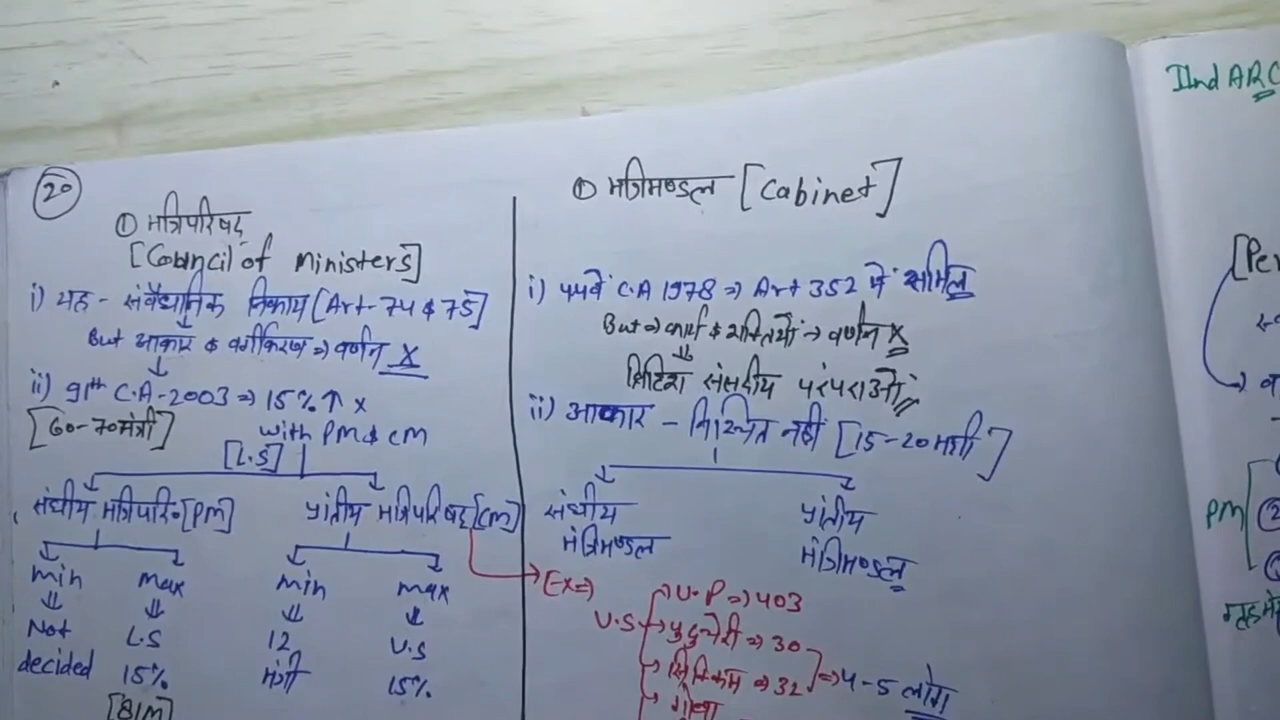 20
① मंत्रिपरिषद्
[Council of Ministers]
i) यह - संवैधानिक निकाय [Art-74 & 75]
But आकार & वर्गीकरण ⇒ वर्णन X
ii) 91th C.A-2003 ⇒ 15% ↑ x
[60-70 मंत्री] with PM & CM
[L.S]
संघीय मंत्रिपरि० [PM] प्रांतीय मंत्रिपरिषद् [CM]
min max min max
Not L.S 12 V.S
decided 15% मंत्री 15%
[81M]
① मंत्रिमण्डल [Cabinet]
i) 44वें C.A 1978 ⇒ Art 352 में शामिल
But ⇒ कार्य & शक्तियों → वर्णन X
ब्रिटिश संसदीय परंपराओं
ii) आकार - निश्चित नहीं [15-20 मंत्री]
संघीय प्रांतीय
मंत्रिमण्डल मंत्रिमण्डल
Ex ⇒
V.S → U.P ⇒ 403
→ पुदुचेरी ⇒ 30
→ सिक्किम ⇒ 32 ⇒ 4-5 लोग
→ गोवा
IInd ARC
[Per
PM
②